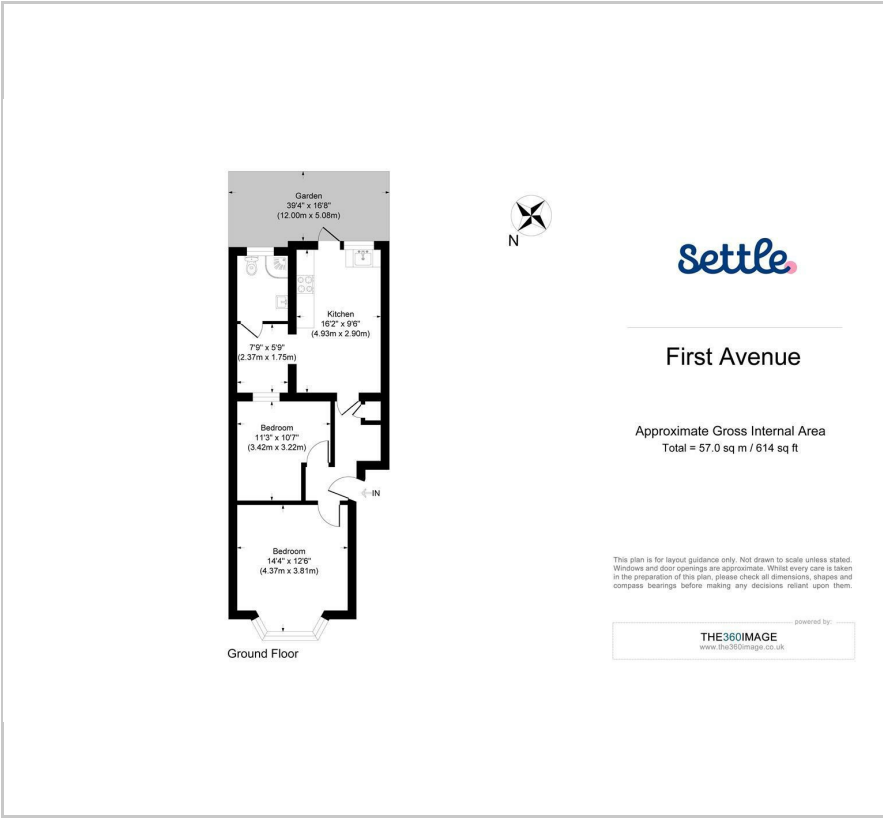 Garden
39'4" x 16'8"
(12.00m x 5.08m)
N
Kitchen
16'2" x 9'6"
(4.93m x 2.90m)
7'9" x 5'9"
(2.37m x 1.75m)
Bedroom
11'3" x 10'7"
(3.42m x 3.22m)
IN
Bedroom
14'4" x 12'6"
(4.37m x 3.81m)
Ground Floor
Settle
First Avenue
Approximate Gross Internal Area
Total = 57.0 sq m / 614 sq ft
This plan is for layout guidance only. Not drawn to scale unless stated.
Windows and door openings are approximate. Whilst every care is taken
in the preparation of this plan, please check all dimensions, shapes and
compass bearings before making any decisions reliant upon them.
powered by:
THE360IMAGE
www.the360image.co.uk